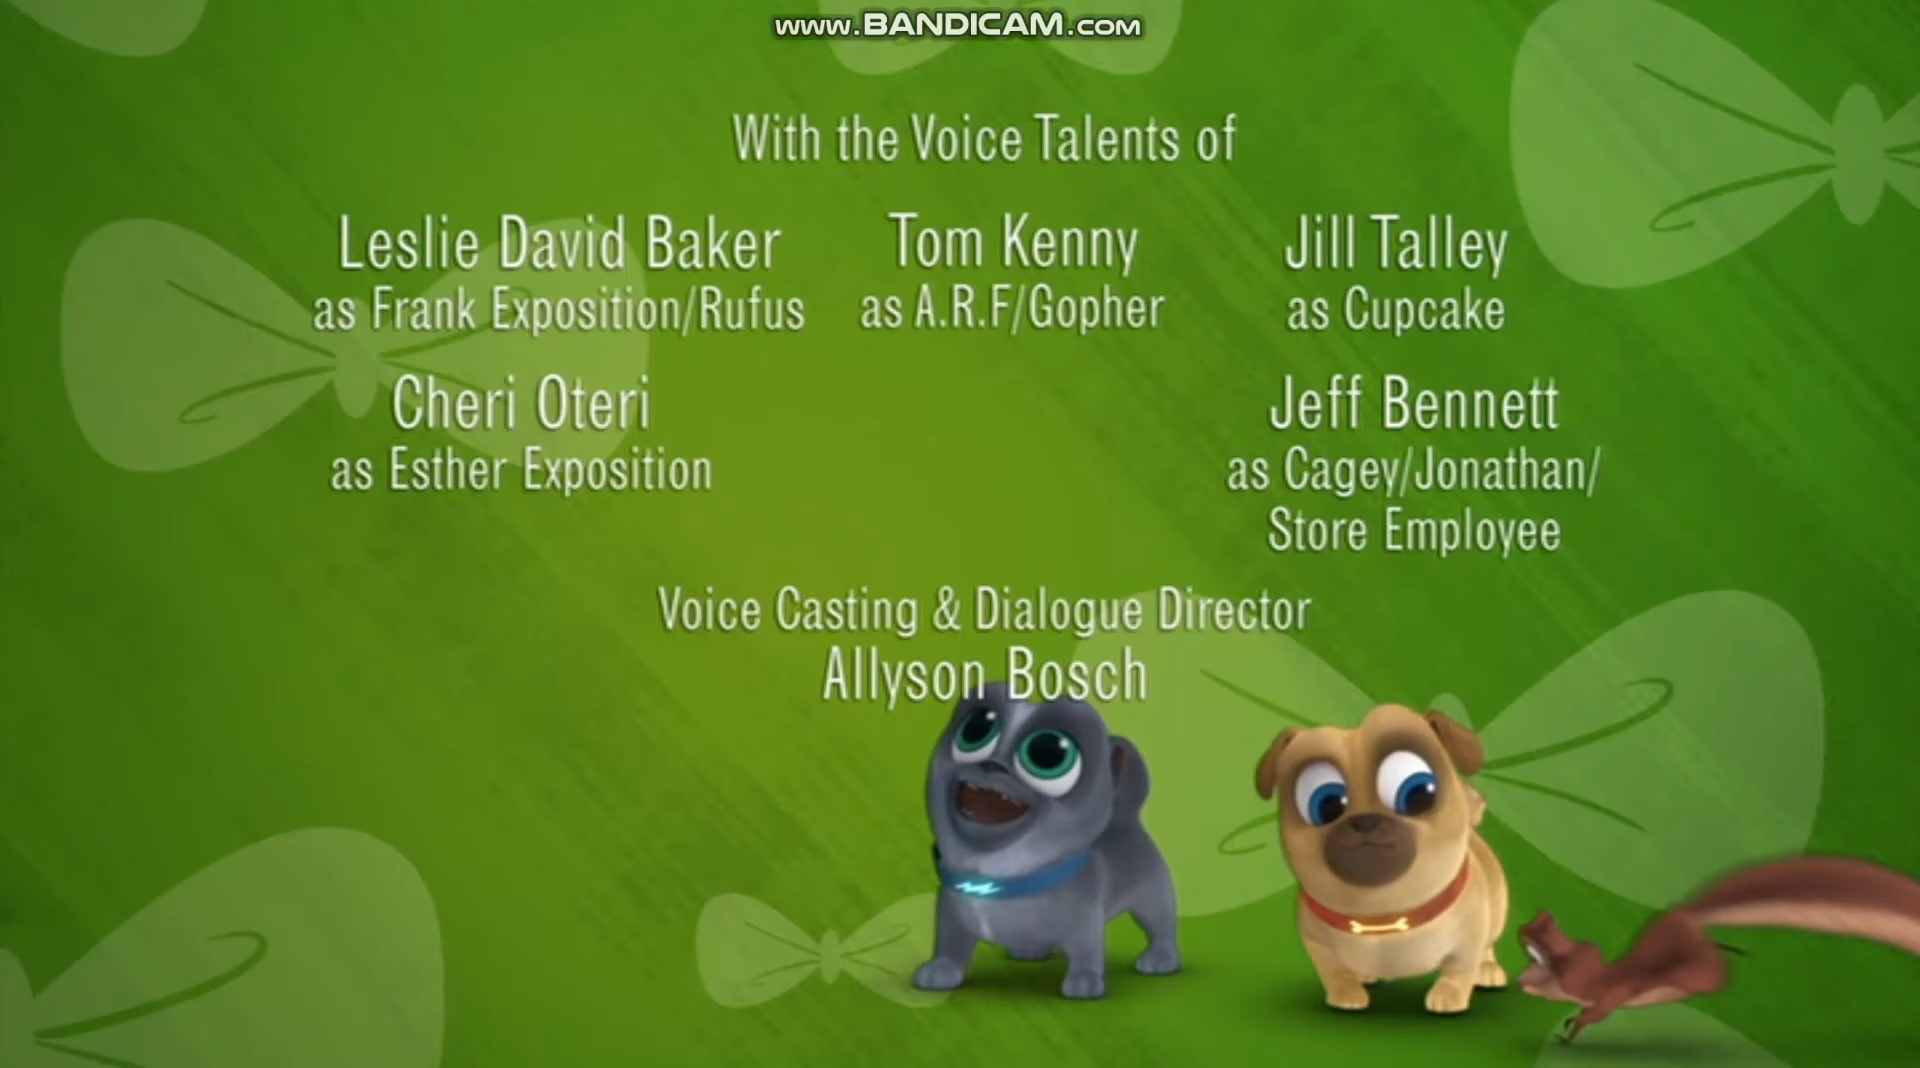 www.BANDICAM.com
With the Voice Talents of
Leslie David Baker
as Frank Exposition/Rufus
Tom Kenny
as A.R.F/Gopher
Jill Talley
as Cupcake
Cheri Oteri
as Esther Exposition
Jeff Bennett
as Cagey/Jonathan/
Store Employee
Voice Casting & Dialogue Director
Allyson Bosch